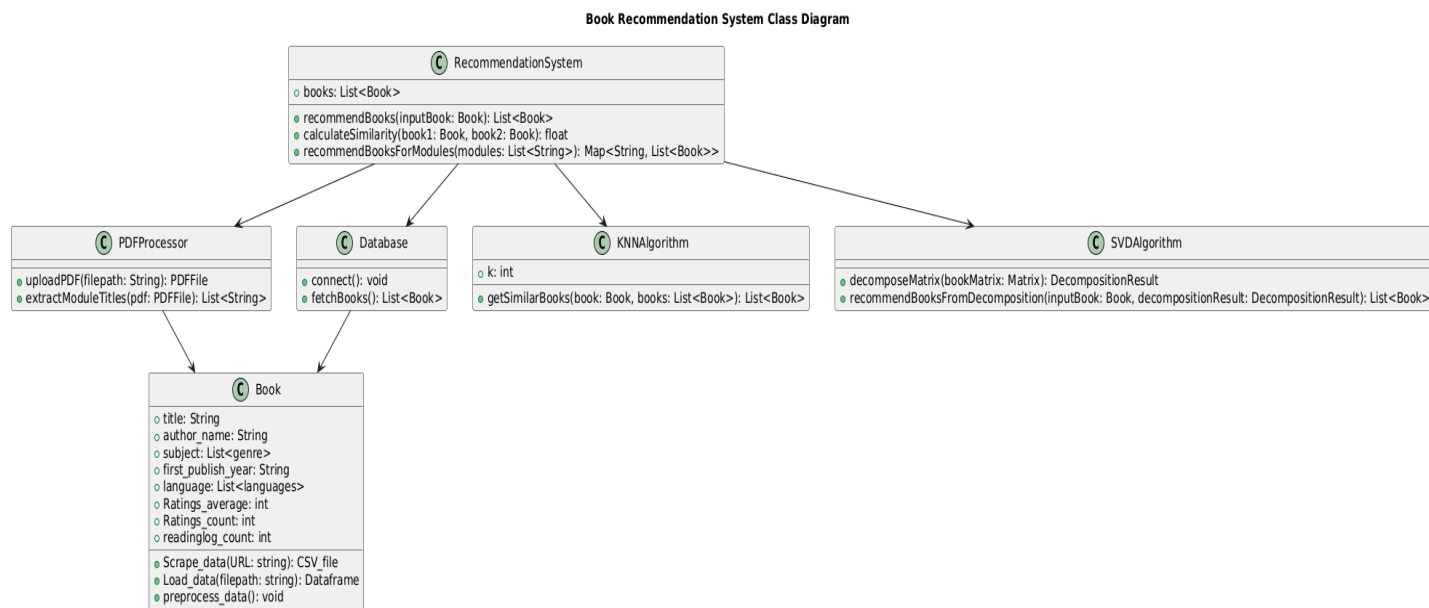 Book Recommendation System Class Diagram
C RecommendationSystem
books: List<Book>
recommendBooks(inputBook: Book): List<Book>
calculateSimilarity(book1: Book, book2: Book): float
recommendBooksForModules(modules: List<String>): Map<String, List<Book>>
C PDFProcessor
uploadPDF(filepath: String): PDFFile
extractModuleTitles(pdf: PDFFile): List<String>
C Database
connect(): void
fetchBooks(): List<Book>
C KNNAlgorithm
k: int
getSimilarBooks(book: Book, books: List<Book>): List<Book>
C SVDAlgorithm
decomposeMatrix(bookMatrix: Matrix): DecompositionResult
recommendBooksFromDecomposition(inputBook: Book, decompositionResult: DecompositionResult): List<Book>
C Book
title: String
author_name: String
subject: List<genre>
first_publish_year: String
language: List<languages>
Ratings_average: int
Ratings_count: int
readinglog_count: int
Scrape_data(URL: string): CSV_file
Load_data(filepath: string): Dataframe
preprocess_data(): void